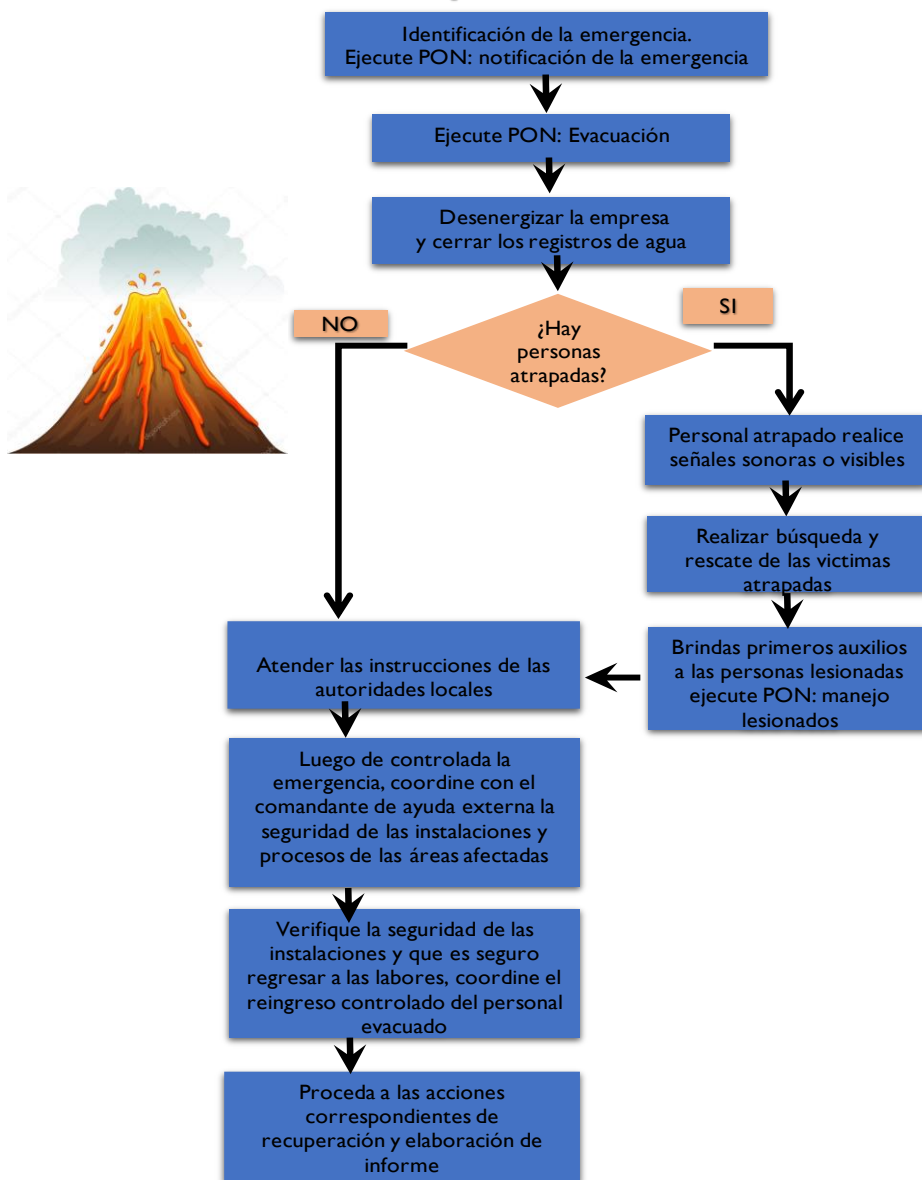 Identificación de la emergencia.
Ejecute PON: notificación de la emergencia
Ejecute PON: Evacuación
Desenergizar la empresa
y cerrar los registros de agua
NO
SI
¿Hay
personas
atrapadas?
Personal atrapado realice
señales sonoras o visibles
Realizar búsqueda y
rescate de las victimas
atrapadas
Brindas primeros auxilios
a las personas lesionadas
ejecute PON: manejo
lesionados
Atender las instrucciones de las
autoridades locales
Luego de controlada la
emergencia, coordine con el
comandante de ayuda externa la
seguridad de las instalaciones y
procesos de las áreas afectadas
Verifique la seguridad de las
instalaciones y que es seguro
regresar a las labores, coordine el
reingreso controlado del personal
evacuado
Proceda a las acciones
correspondientes de
recuperación y elaboración de
informe